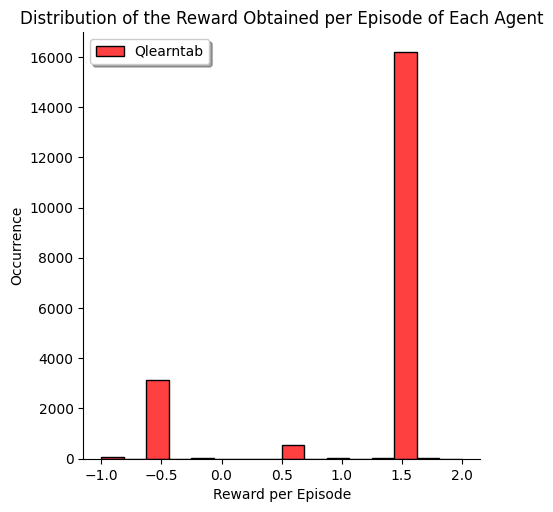 Distribution of the Reward Obtained per Episode of Each Agent
Qlearntab
16000
14000
12000
10000
8000
6000
4000
2000
0
Occurrence
−1.0 −0.5 0.0 0.5 1.0 1.5 2.0
Reward per Episode